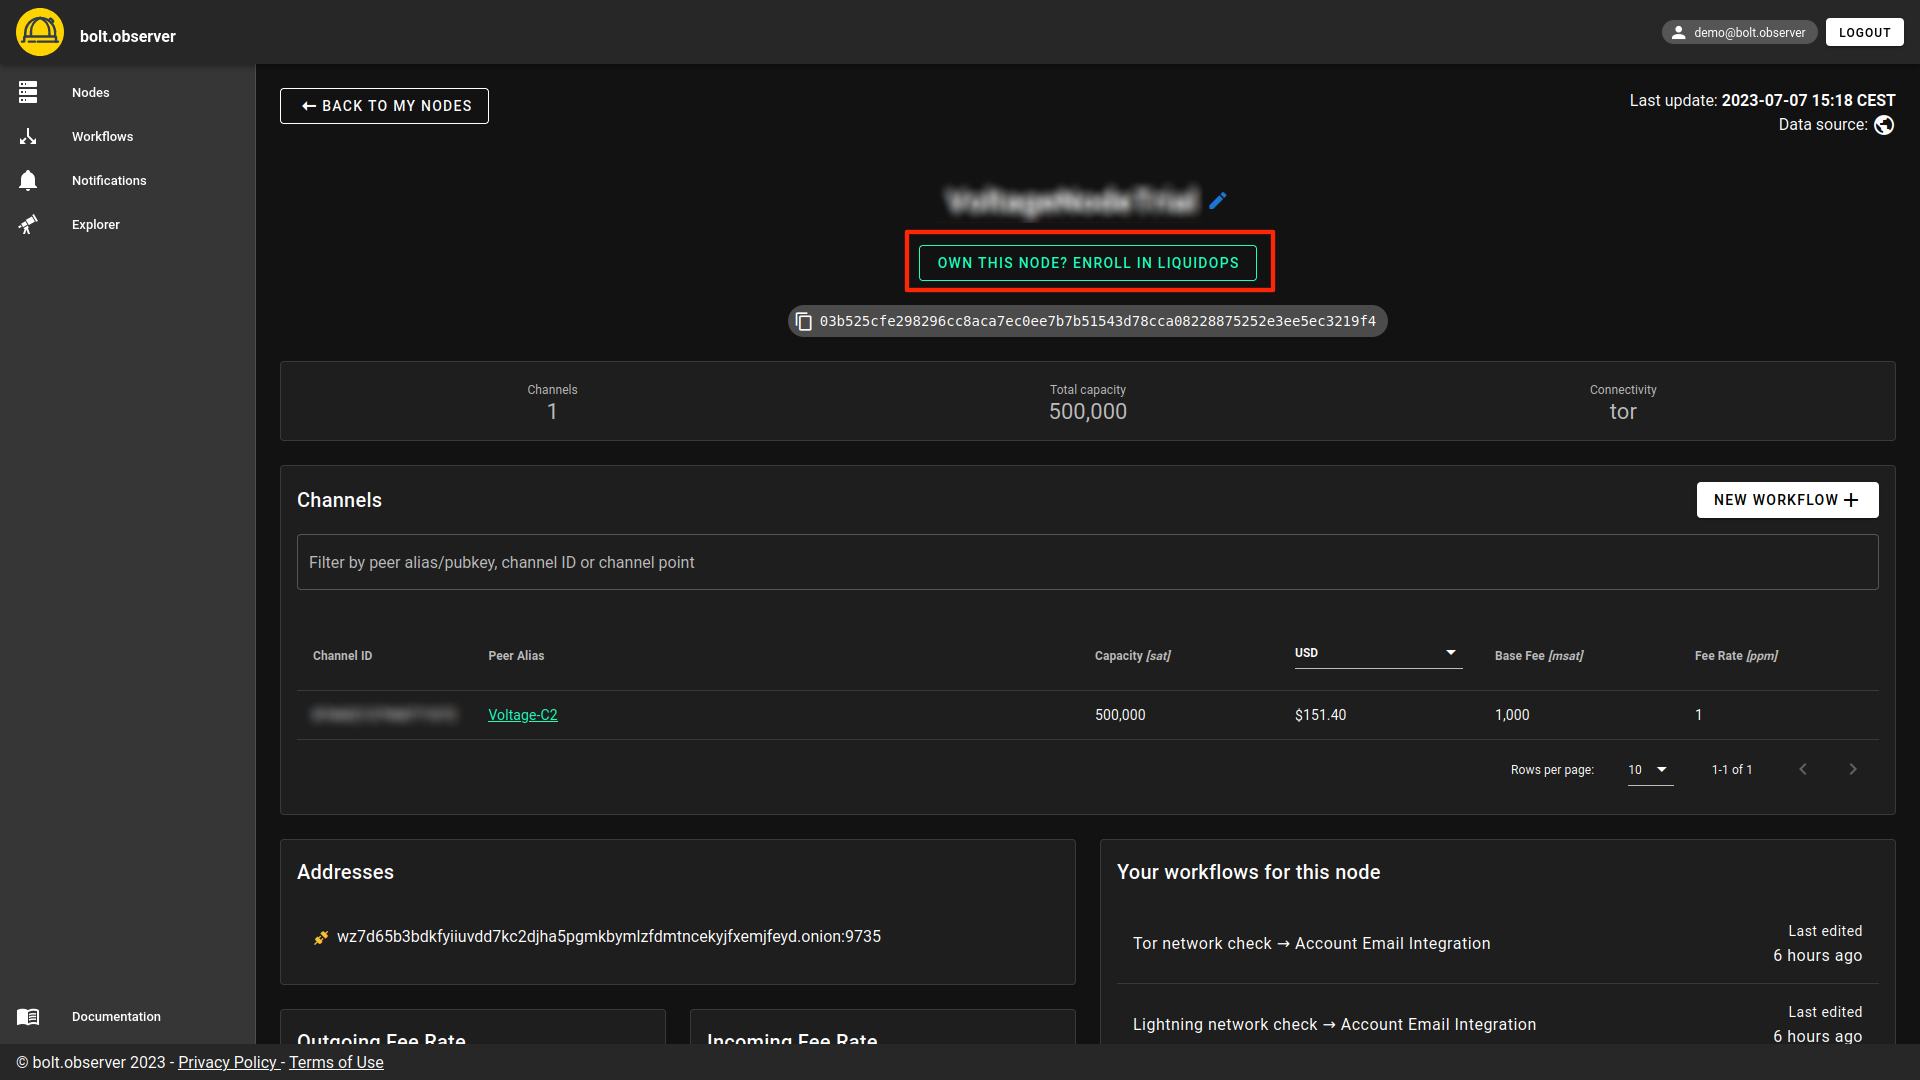 bolt.observer
demo@bolt.observer
LOGOUT
Nodes
Workflows
Notifications
Explorer
Documentation
BACK TO MY NODES
Last update: 2023-07-07 15:18 CEST
Data source:
OWN THIS NODE? ENROLL IN LIQUIDOPS
03b525cfe298296cc8aca7ec0ee7b7b51543d78cca08228875252e3ee5ec3219f4
Channels
1
Total capacity
500,000
Connectivity
tor
Channels
NEW WORKFLOW
Filter by peer alias/pubkey, channel ID or channel point
Channel ID Peer Alias Capacity [sat] USD Base Fee [msat] Fee Rate [ppm]
Voltage-C2 500,000 $151.40 1,000 1
Rows per page: 10 1-1 of 1
Addresses
wz7d65b3bdkfyiiuvdd7kc2djha5pgmkbymlzfdmtncekyjfxemjfeyd.onion:9735
Your workflows for this node
Tor network check → Account Email Integration
Last edited
6 hours ago
Lightning network check → Account Email Integration
Last edited
6 hours ago
Outgoing Fee Rate
Incoming Fee Rate
© bolt.observer 2023 - Privacy Policy - Terms of Use